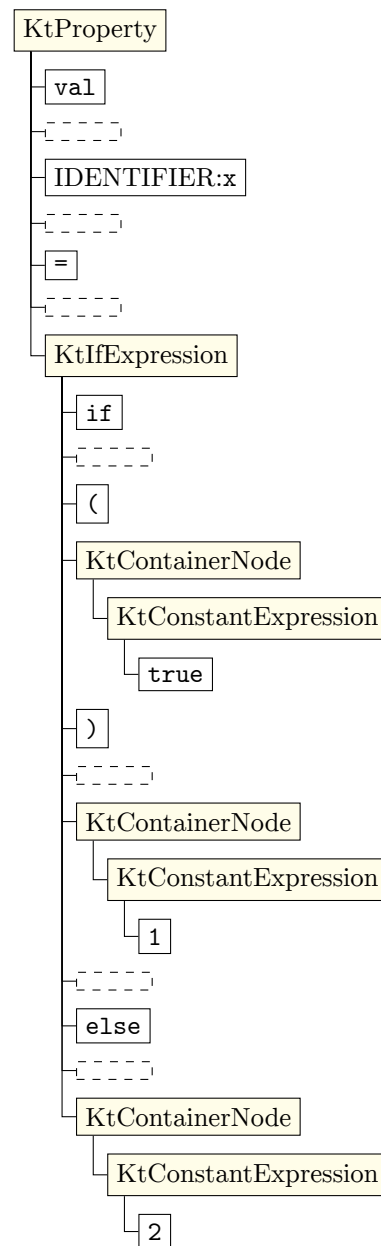 KtProperty
val
IDENTIFIER:x
=
KtIfExpression
if
(
KtContainerNode
KtConstantExpression
true
)
KtContainerNode
KtConstantExpression
1
else
KtContainerNode
KtConstantExpression
2